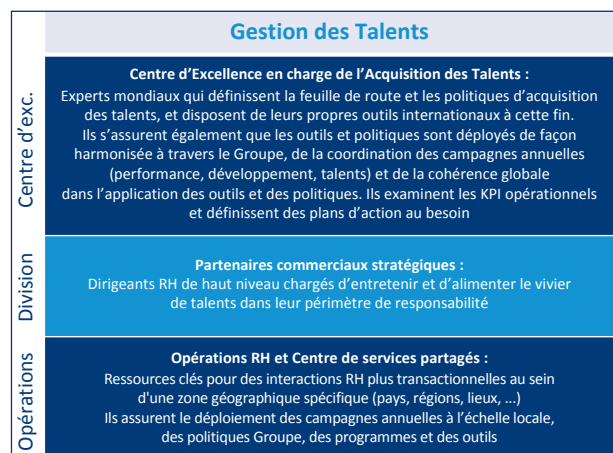 Gestion des Talents
Centre d'exc.
Centre d’Excellence en charge de l’Acquisition des Talents :
Experts mondiaux qui définissent la feuille de route et les politiques d’acquisition
des talents, et disposent de leurs propres outils internationaux à cette fin.
Ils s’assurent également que les outils et politiques sont déployés de façon
harmonisée à travers le Groupe, de la coordination des campagnes annuelles
(performance, développement, talents) et de la cohérence globale
dans l’application des outils et des politiques. Ils examinent les KPI opérationnels
et définissent des plans d’action au besoin
Division
Partenaires commerciaux stratégiques :
Dirigeants RH de haut niveau chargés d’entretenir et d’alimenter le vivier
de talents dans leur périmètre de responsabilité
Opérations
Opérations RH et Centre de services partagés :
Ressources clés pour des interactions RH plus transactionnelles au sein
d'une zone géographique spécifique (pays, régions, lieux, ...)
Ils assurent le déploiement des campagnes annuelles à l’échelle locale,
des politiques Groupe, des programmes et des outils